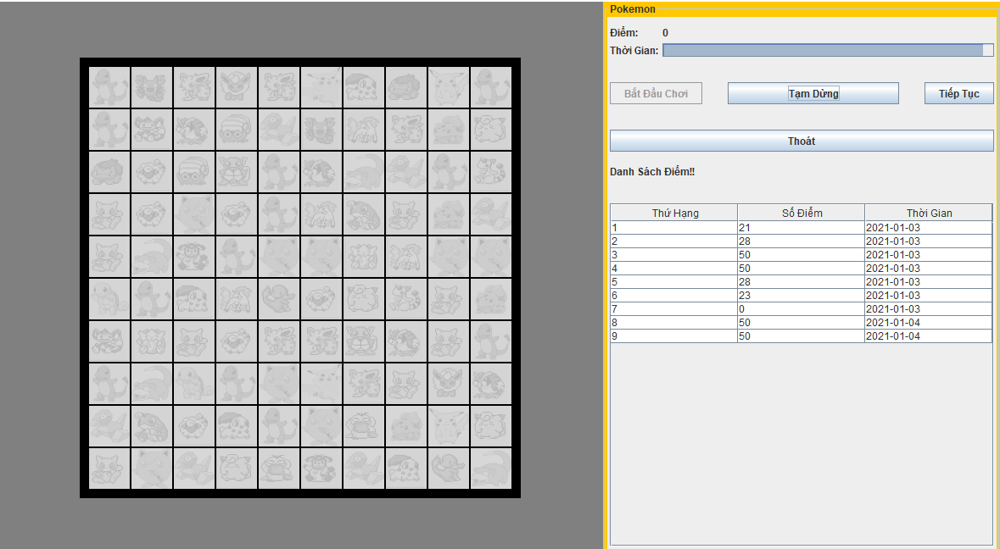 Pokemon
Điểm: 0
Thời Gian:
Bắt Đầu Chơi Tạm Dừng Tiếp Tục
Thoát
Danh Sách Điểm!!
Thứ Hạng Số Điểm Thời Gian
1 21 2021-01-03
2 28 2021-01-03
3 50 2021-01-03
4 50 2021-01-03
5 28 2021-01-03
6 23 2021-01-03
7 0 2021-01-03
8 50 2021-01-04
9 50 2021-01-04